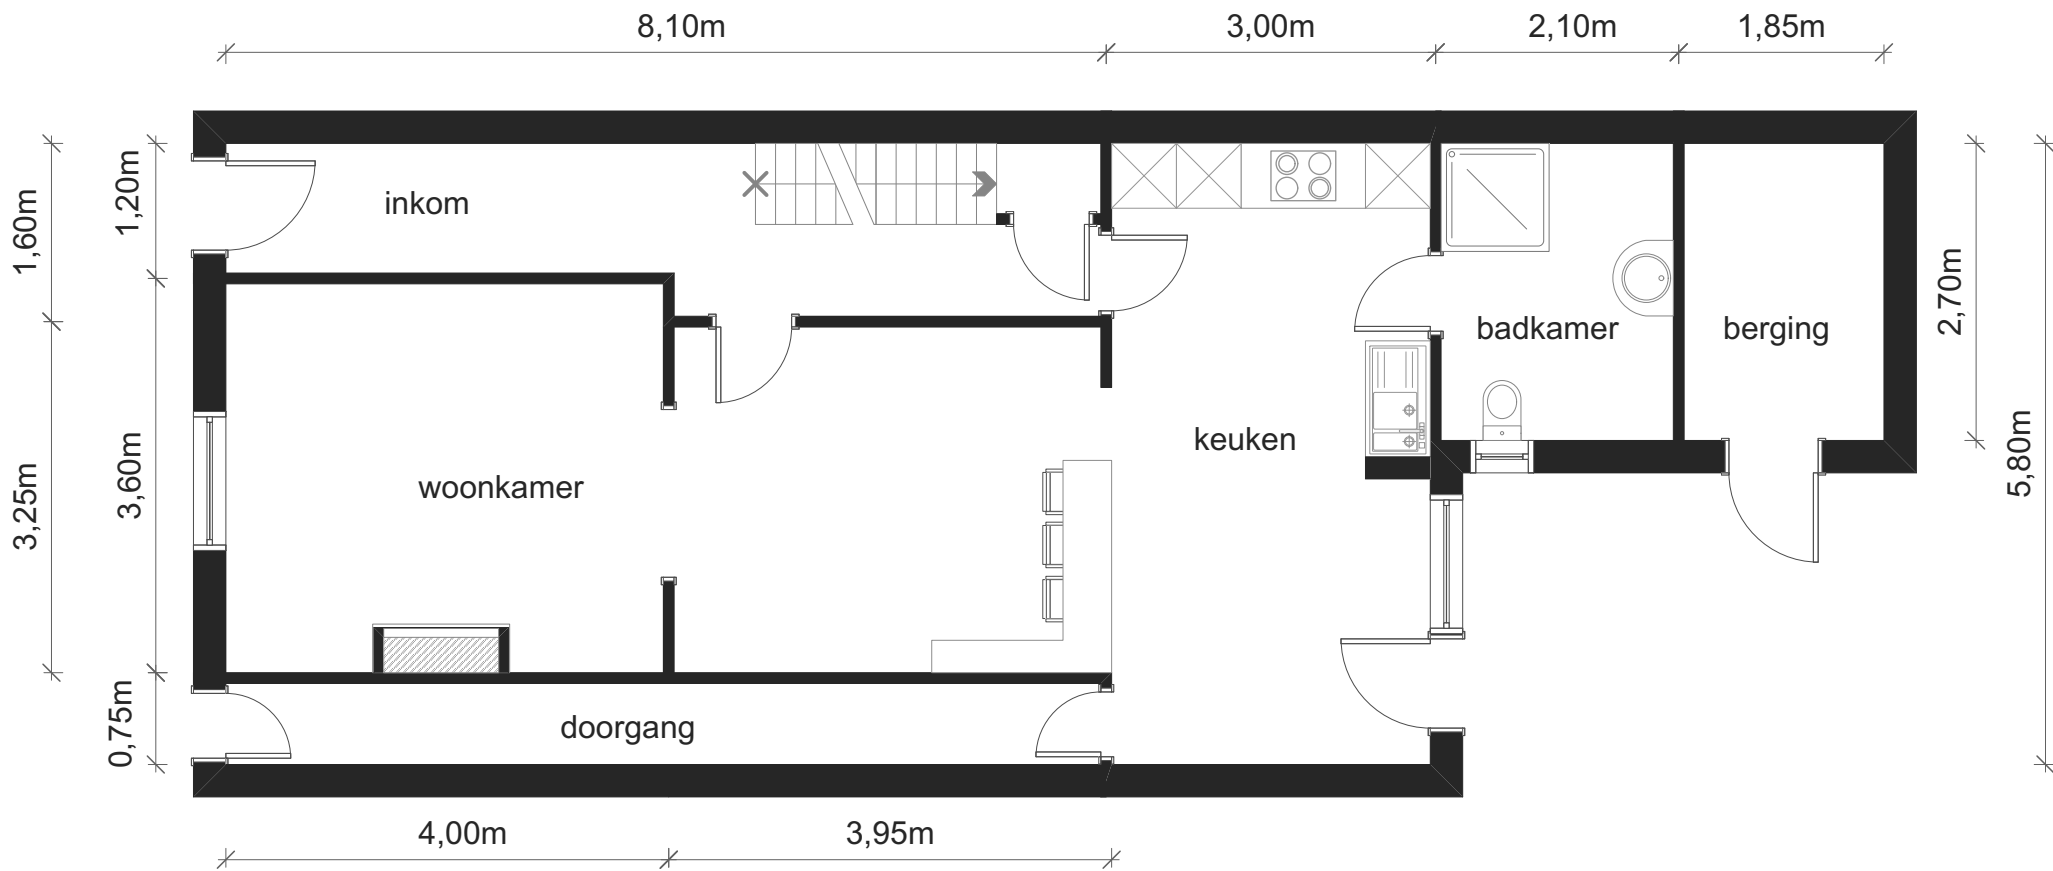 8,10m 3,00m 2,10m 1,85m
1,60m
1,20m
inkom
2,70m
badkamer
berging
keuken
3,25m
3,60m
woonkamer
5,80m
0,75m
doorgang
4,00m 3,95m